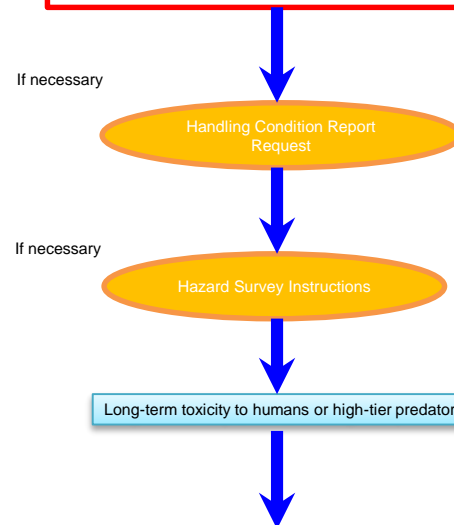 If necessary
Handling Condition Report
Request
If necessary
Hazard Survey Instructions
Long-term toxicity to humans or high-tier predator